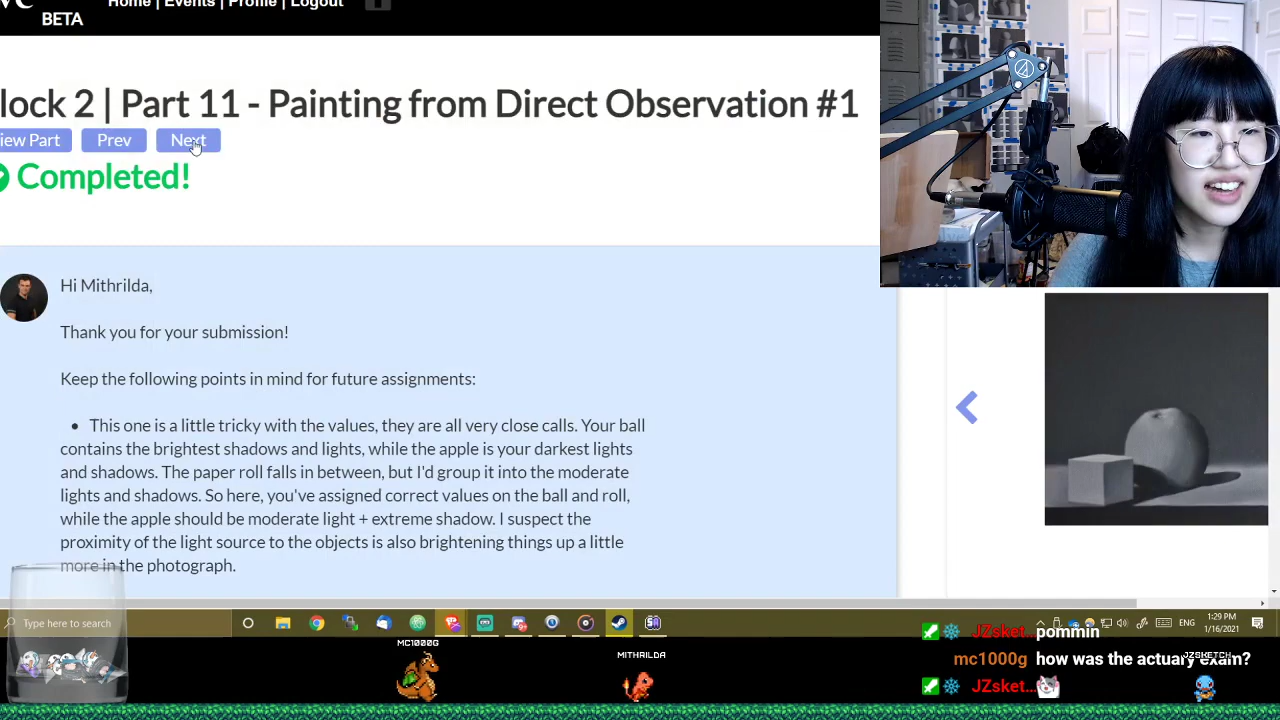 Home | Events | Profile | Logout
BETA
lock 2 | Part 11 - Painting from Direct Observation #1
iew Part
Prev
Next
Completed!
Hi Mithrilda,
Thank you for your submission!
Keep the following points in mind for future assignments:
• This one is a little tricky with the values, they are all very close calls. Your ball
contains the brightest shadows and lights, while the apple is your darkest lights
and shadows. The paper roll falls in between, but I'd group it into the moderate
lights and shadows. So here, you've assigned correct values on the ball and roll,
while the apple should be moderate light + extreme shadow. I suspect the
proximity of the light source to the objects is also brightening things up a little
more in the photograph.
Type here to search
ENG
1:29 PM
1/16/2021
JZsket... pommin
mc1000g how was the actuary exam?
JZsket...
MC1000G
MITHRILDA
JZSKETCH